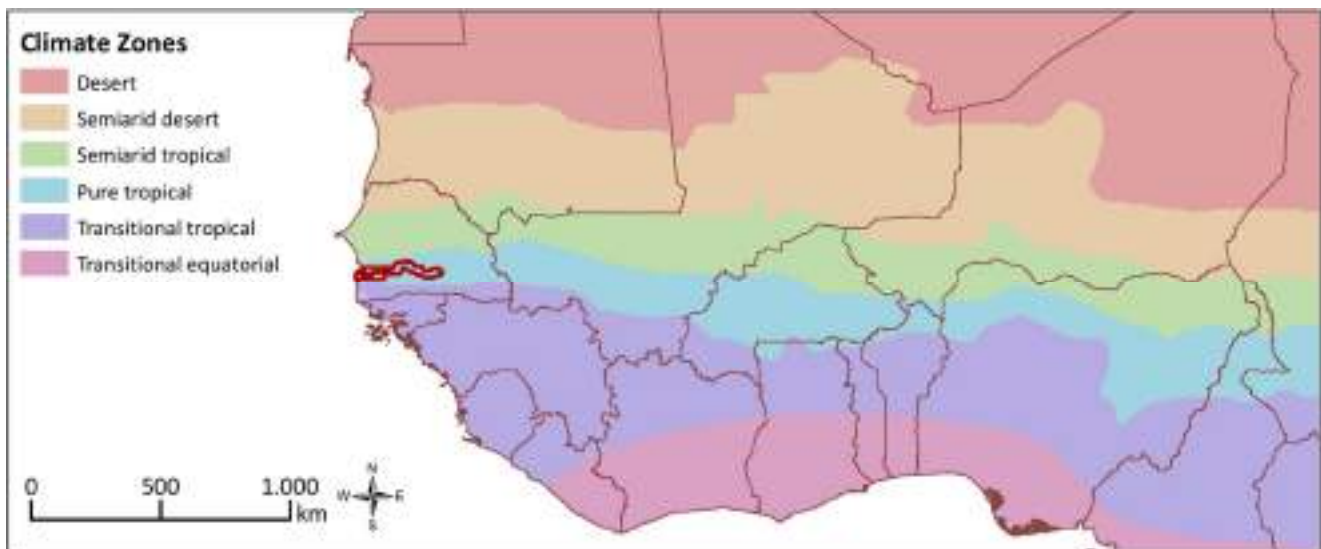 Climate Zones
Desert
Semiarid desert
Semiarid tropical
Pure tropical
Transitional tropical
Transitional equatorial
0 500 1.000
km
N
W E
S